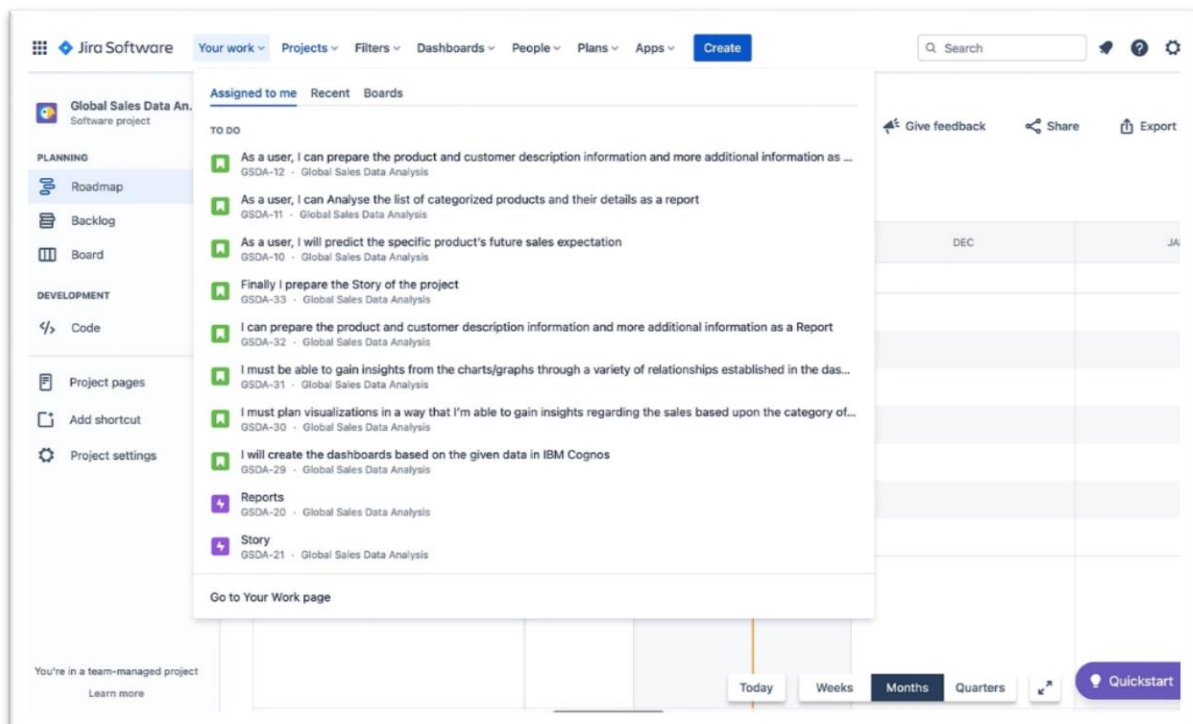 Jira Software Your work Projects Filters Dashboards People Plans Apps Create Search
Assigned to me Recent Boards
Global Sales Data An.
Software project
Give feedback Share Export
TO DO
As a user, I can prepare the product and customer description information and more additional information as ...
GSDA-12 · Global Sales Data Analysis
PLANNING
Roadmap
Backlog
Board
As a user, I can Analyse the list of categorized products and their details as a report
GSDA-11 · Global Sales Data Analysis
As a user, I will predict the specific product's future sales expectation
GSDA-10 · Global Sales Data Analysis
DEC JA
Finally I prepare the Story of the project
GSDA-33 · Global Sales Data Analysis
DEVELOPMENT
Code
I can prepare the product and customer description information and more additional information as a Report
GSDA-32 · Global Sales Data Analysis
I must be able to gain insights from the charts/graphs through a variety of relationships established in the das...
GSDA-31 · Global Sales Data Analysis
Project pages
Add shortcut
Project settings
I must plan visualizations in a way that I'm able to gain insights regarding the sales based upon the category of...
GSDA-30 · Global Sales Data Analysis
I will create the dashboards based on the given data in IBM Cognos
GSDA-29 · Global Sales Data Analysis
Reports
GSDA-20 · Global Sales Data Analysis
Story
GSDA-21 · Global Sales Data Analysis
Go to Your Work page
You're in a team-managed project
Learn more
Today Weeks Months Quarters Quickstart